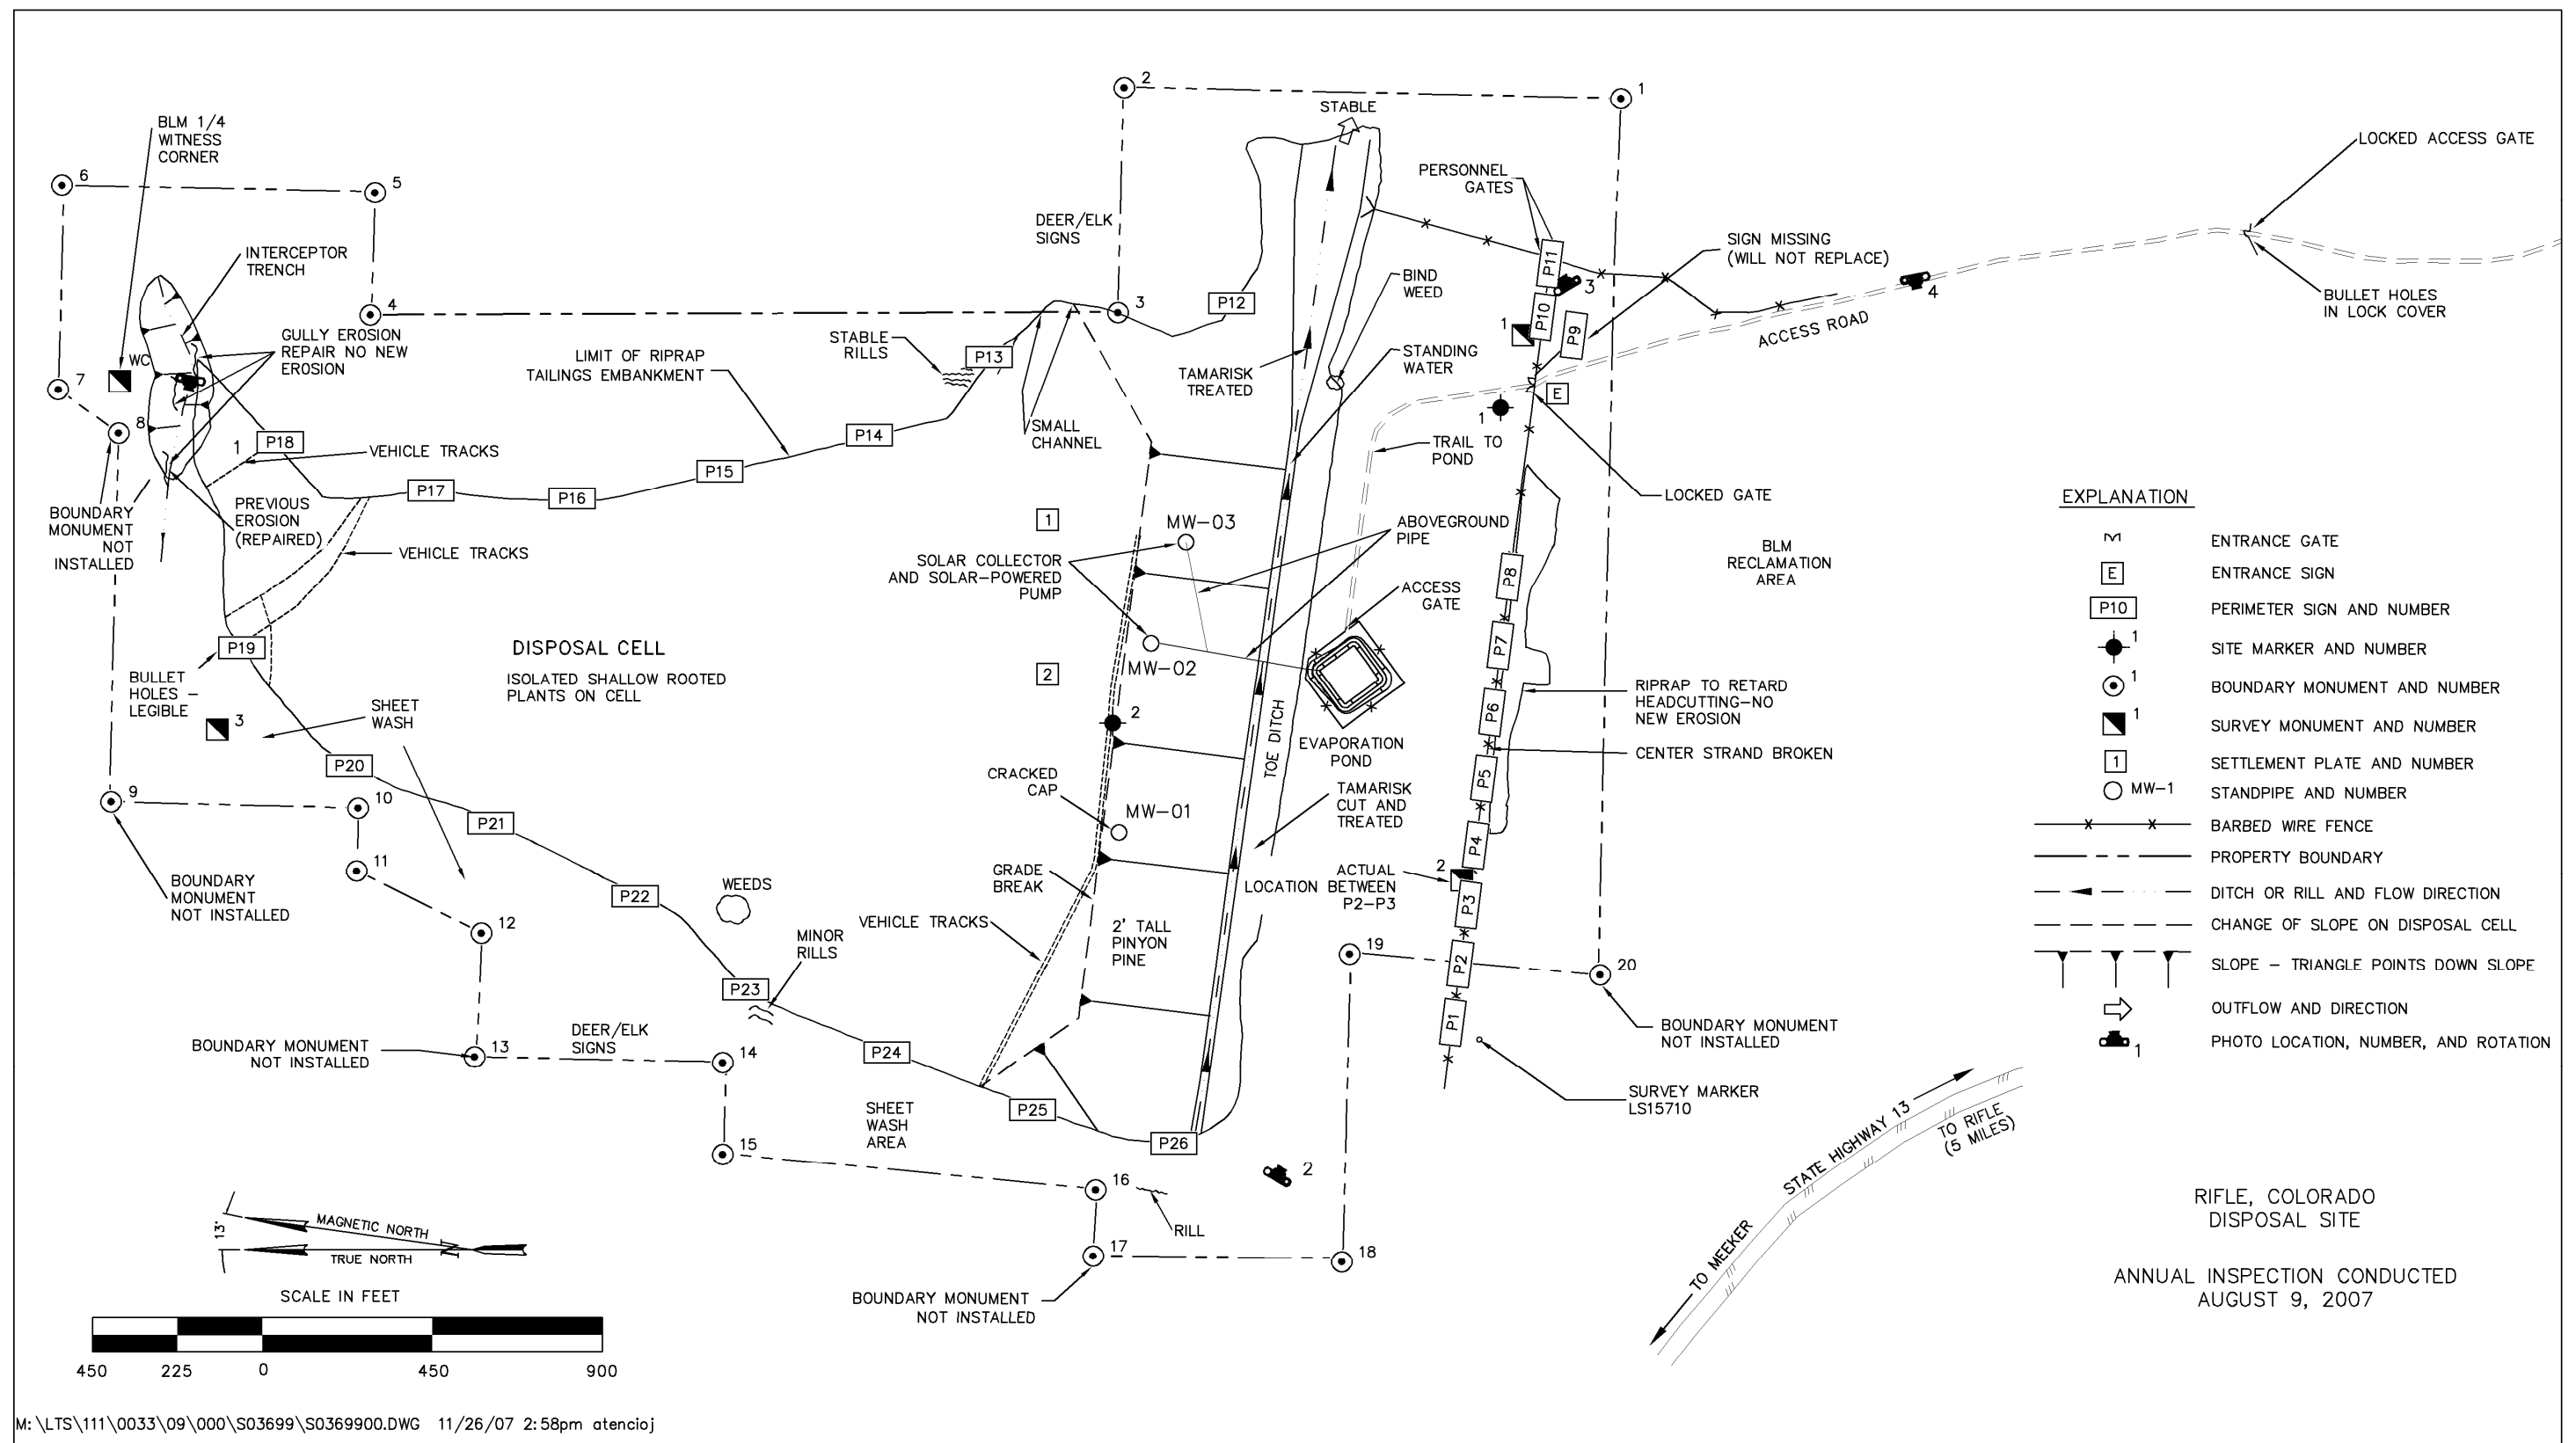 2
1
STABLE
BLM 1/4
WITNESS
CORNER
LOCKED ACCESS GATE
6
5
PERSONNEL
GATES
DEER/ELK
SIGNS
INTERCEPTOR
TRENCH
SIGN MISSING
(WILL NOT REPLACE)
P11
BIND
WEED
3
4
BULLET HOLES
IN LOCK COVER
4
3
P12
P10
1
P9
ACCESS ROAD
GULLY EROSION
REPAIR NO NEW
EROSION
STABLE
RILLS
P13
LIMIT OF RIPRAP
TAILINGS EMBANKMENT
STANDING
WATER
WC
7
TAMARISK
TREATED
E
1
8
SMALL
CHANNEL
P14
1
P18
VEHICLE TRACKS
TRAIL TO
POND
P15
P17
P16
LOCKED GATE
PREVIOUS
EROSION
(REPAIRED)
BOUNDARY
MONUMENT
NOT
INSTALLED
1
MW-03
ABOVEGROUND
PIPE
VEHICLE TRACKS
SOLAR COLLECTOR
AND SOLAR-POWERED
PUMP
BLM
RECLAMATION
AREA
P8
ACCESS
GATE
DISPOSAL CELL
ISOLATED SHALLOW ROOTED
PLANTS ON CELL
P19
MW-02
2
P7
BULLET
HOLES -
LEGIBLE
3
SHEET
WASH
2
TOE DITCH
RIPRAP TO RETARD
HEADCUTTING-NO
NEW EROSION
P6
EVAPORATION
POND
CENTER STRAND BROKEN
P20
P5
CRACKED
CAP
9
10
MW-01
TAMARISK
CUT AND
TREATED
P21
P4
11
GRADE
BREAK
2
ACTUAL
LOCATION BETWEEN
P2-P3
P3
BOUNDARY
MONUMENT
NOT INSTALLED
P22
WEEDS
VEHICLE TRACKS
2' TALL
PINYON
PINE
12
MINOR
RILLS
19
P2
20
P23
P1
BOUNDARY MONUMENT
NOT INSTALLED
DEER/ELK
SIGNS
BOUNDARY MONUMENT
NOT INSTALLED
13
14
P24
SURVEY MARKER
LS15710
P25
SHEET
WASH
AREA
P26
15
2
16
RILL
17
18
BOUNDARY MONUMENT
NOT INSTALLED
EXPLANATION
ENTRANCE GATE
E ENTRANCE SIGN
P10 PERIMETER SIGN AND NUMBER
1 SITE MARKER AND NUMBER
1 BOUNDARY MONUMENT AND NUMBER
1 SURVEY MONUMENT AND NUMBER
1 SETTLEMENT PLATE AND NUMBER
MW-1 STANDPIPE AND NUMBER
BARBED WIRE FENCE
PROPERTY BOUNDARY
DITCH OR RILL AND FLOW DIRECTION
CHANGE OF SLOPE ON DISPOSAL CELL
SLOPE - TRIANGLE POINTS DOWN SLOPE
OUTFLOW AND DIRECTION
1 PHOTO LOCATION, NUMBER, AND ROTATION
STATE HIGHWAY 13
TO RIFLE
(5 MILES)
TO MEEKER
13°
MAGNETIC NORTH
N
TRUE NORTH
SCALE IN FEET
450 225 0 450 900
RIFLE, COLORADO
DISPOSAL SITE
ANNUAL INSPECTION CONDUCTED
AUGUST 9, 2007
M:\LTS\111\0033\09\000\S03699\S0369900.DWG 11/26/07 2:58pm atencioj